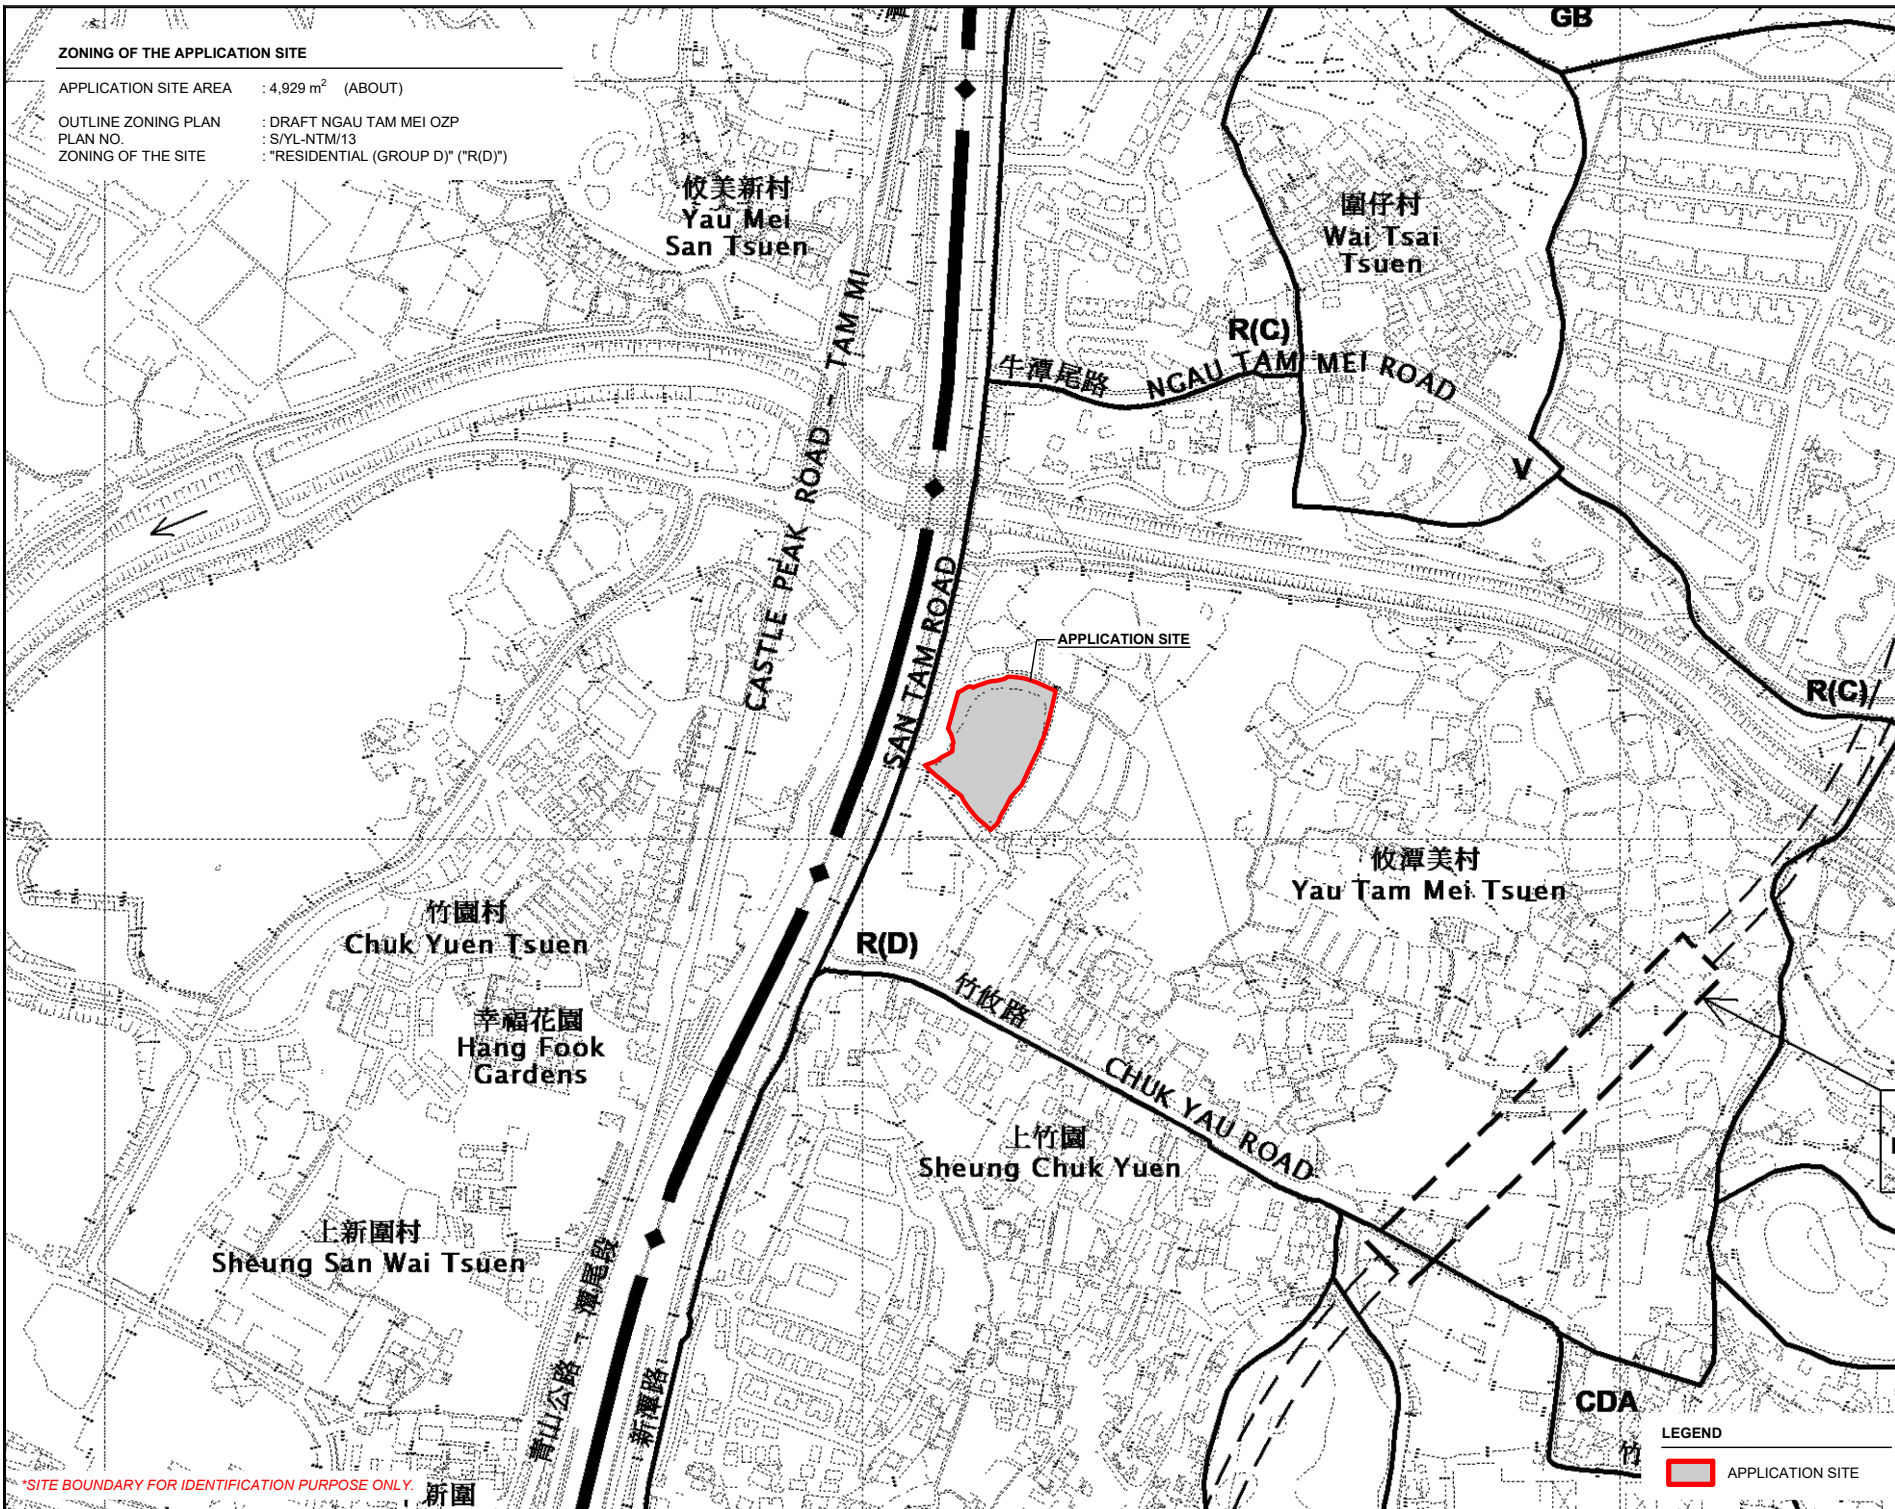 ZONING OF THE APPLICATION SITE
APPLICATION SITE AREA : 4,929 m² (ABOUT)
OUTLINE ZONING PLAN : DRAFT NGAU TAM MEI OZP
PLAN NO. : S/YL-NTM/13
ZONING OF THE SITE : "RESIDENTIAL (GROUP D)" ("R(D)")
GB
攸美新村
Yau Mei
San Tsuen
圍仔村
Wai Tsai
Tsuen
R(C)
牛潭尾路 NGAU TAM MEI ROAD
CASTLE PEAK ROAD - TAM MI
V
SAN TAM ROAD
APPLICATION SITE
R(C)
攸潭美村
Yau Tam Mei Tsuen
竹園村
Chuk Yuen Tsuen
R(D)
竹攸路
CHUK YAU ROAD
幸福花園
Hang Fook
Gardens
上竹園
Sheung Chuk Yuen
上新圍村
Sheung San Wai Tsuen
青山公路 - 潭尾段
新潭路
CDA
竹
LEGEND
APPLICATION SITE
*SITE BOUNDARY FOR IDENTIFICATION PURPOSE ONLY.
新圍